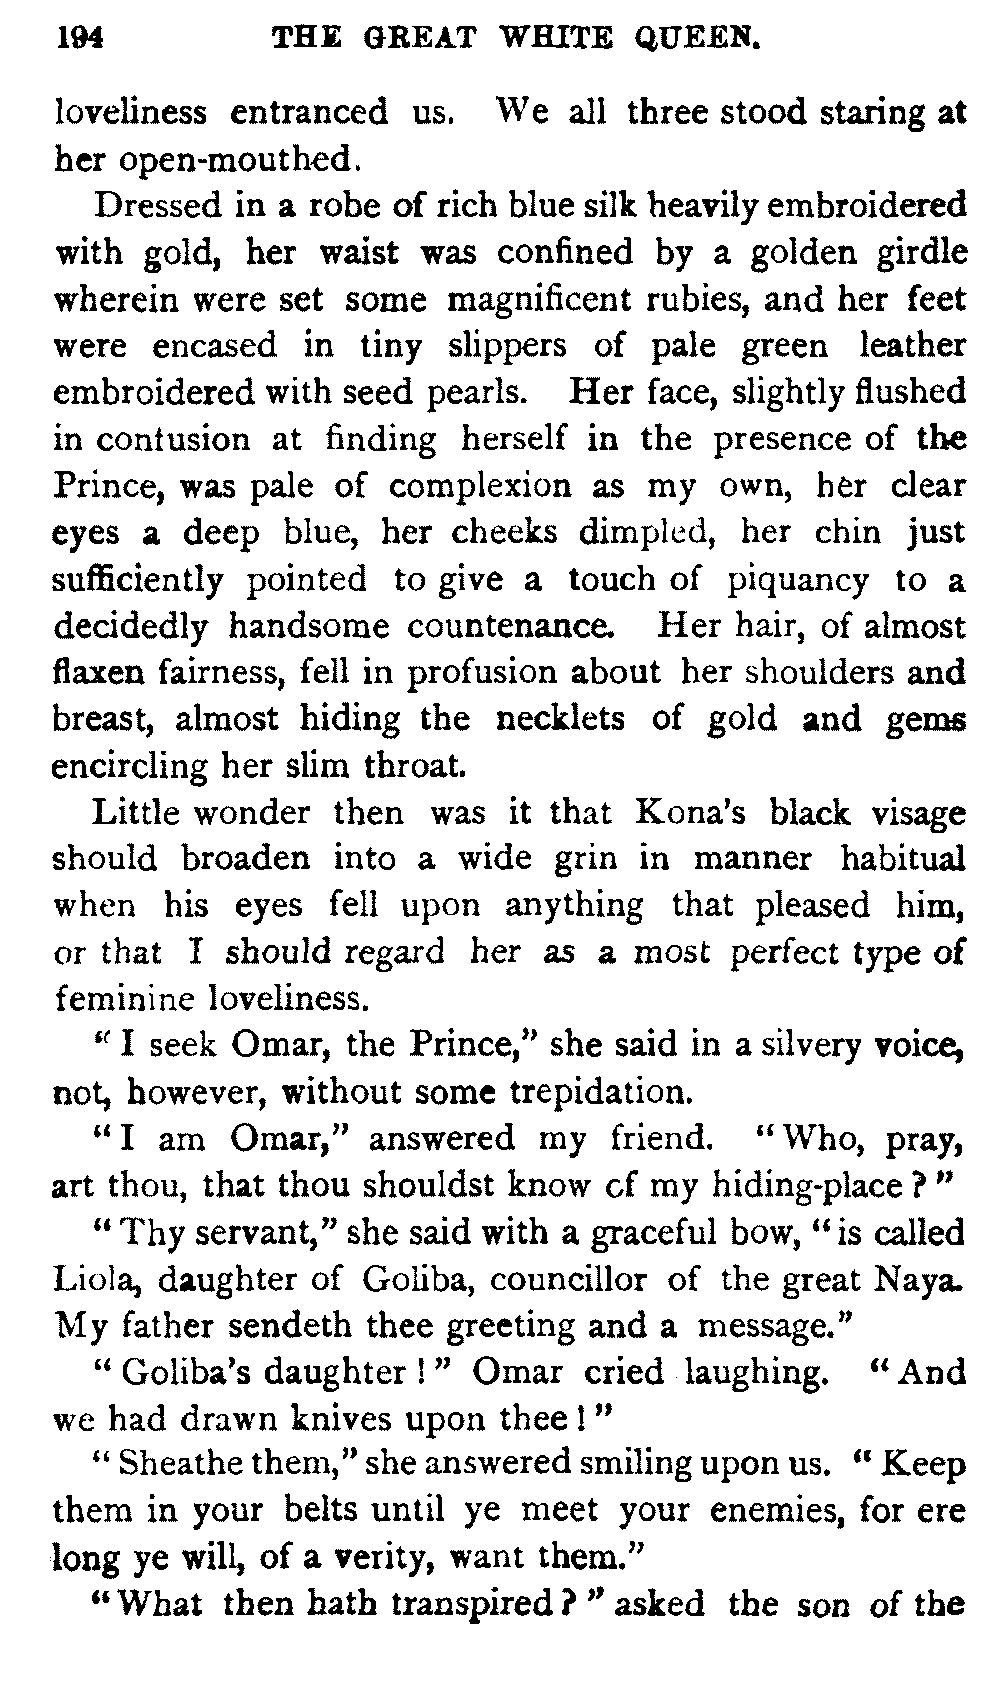 194 THE GREAT WHITE QUEEN.
loveliness entranced us. We all three stood staring at
her open-mouthed.
Dressed in a robe of rich blue silk heavily embroidered
with gold, her waist was confined by a golden girdle
wherein were set some magnificent rubies, and her feet
were encased in tiny slippers of pale green leather
embroidered with seed pearls. Her face, slightly flushed
in confusion at finding herself in the presence of the
Prince, was pale of complexion as my own, her clear
eyes a deep blue, her cheeks dimpled, her chin just
sufficiently pointed to give a touch of piquancy to a
decidedly handsome countenance. Her hair, of almost
flaxen fairness, fell in profusion about her shoulders and
breast, almost hiding the necklets of gold and gems
encircling her slim throat.
Little wonder then was it that Kona's black visage
should broaden into a wide grin in manner habitual
when his eyes fell upon anything that pleased him,
or that I should regard her as a most perfect type of
feminine loveliness.
"I seek Omar, the Prince," she said in a silvery voice,
not, however, without some trepidation.
"I am Omar," answered my friend. "Who, pray,
art thou, that thou shouldst know of my hiding-place?"
"Thy servant," she said with a graceful bow, "is called
Liola, daughter of Goliba, councillor of the great Naya.
My father sendeth thee greeting and a message."
"Goliba's daughter!" Omar cried laughing. "And
we had drawn knives upon thee!"
"Sheathe them," she answered smiling upon us. "Keep
them in your belts until ye meet your enemies, for ere
long ye will, of a verity, want them."
"What then hath transpired?" asked the son of the